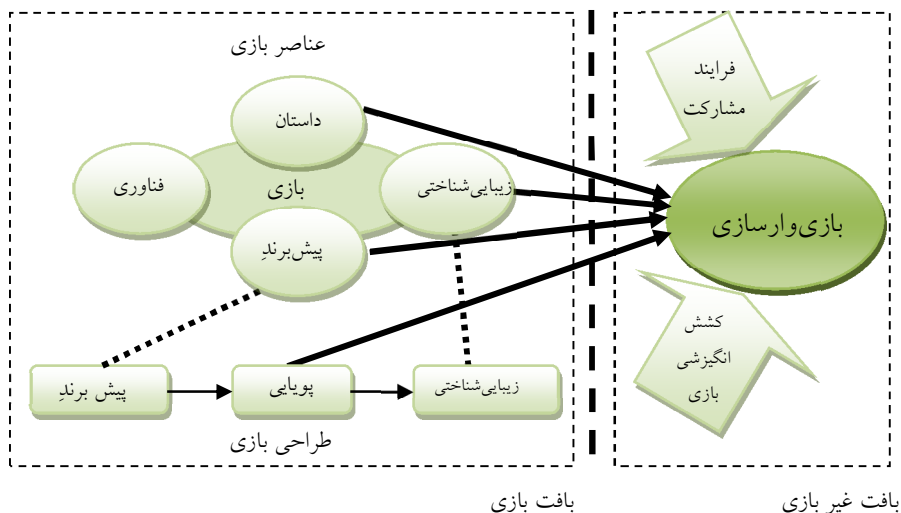 عناصر بازی
داستان
فناوری
بازی
زیبایی‌شناختی
پیش‌برندِ
پیش برندِ
پویایی
زیبایی‌شناختی
طراحی بازی
بافت بازی
فرایند
مشارکت
بازی‌وارسازی
کشش
انگیزشی
بازی
بافت غیر بازی